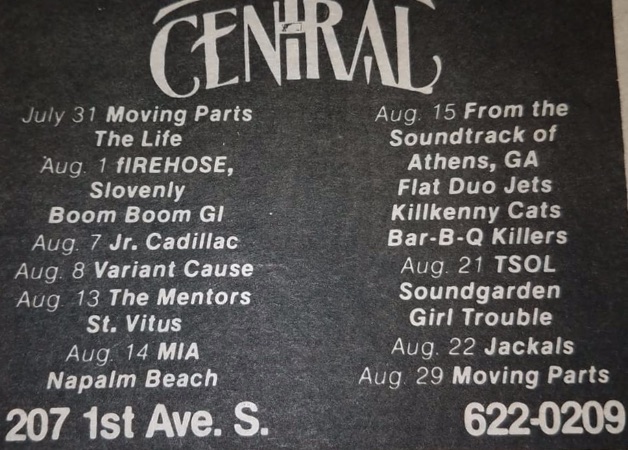 CENTRAL
July 31 Moving Parts
The Life
Aug. 1 fIREHOSE,
Slovenly
Boom Boom GI
Aug. 7 Jr. Cadillac
Aug. 8 Variant Cause
Aug. 13 The Mentors
St. Vitus
Aug. 14 MIA
Napalm Beach
Aug. 15 From the
Soundtrack of
Athens, GA
Flat Duo Jets
Killkenny Cats
Bar-B-Q Killers
Aug. 21 TSOL
Soundgarden
Girl Trouble
Aug. 22 Jackals
Aug. 29 Moving Parts
207 1st Ave. S.
622-0209